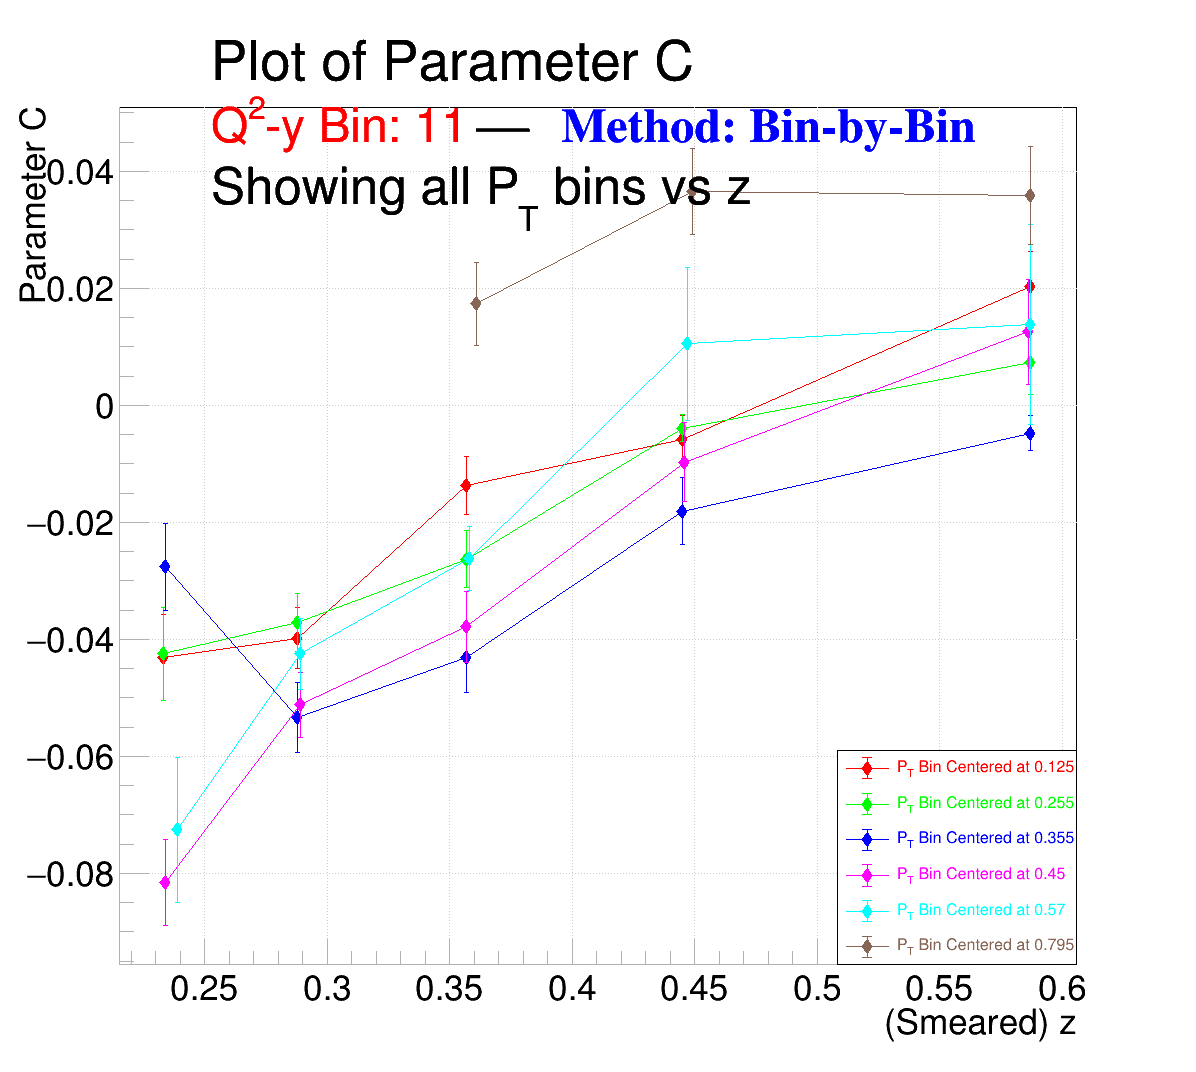 Plot of Parameter C
Q2-y Bin: 11 — Method: Bin-by-Bin
Showing all PT bins vs z
Parameter C
0.04
0.02
0
−0.02
−0.04
−0.06
−0.08
PT Bin Centered at 0.125
PT Bin Centered at 0.255
PT Bin Centered at 0.355
PT Bin Centered at 0.45
PT Bin Centered at 0.57
PT Bin Centered at 0.795
0.25 0.3 0.35 0.4 0.45 0.5 0.55 0.6
(Smeared) z